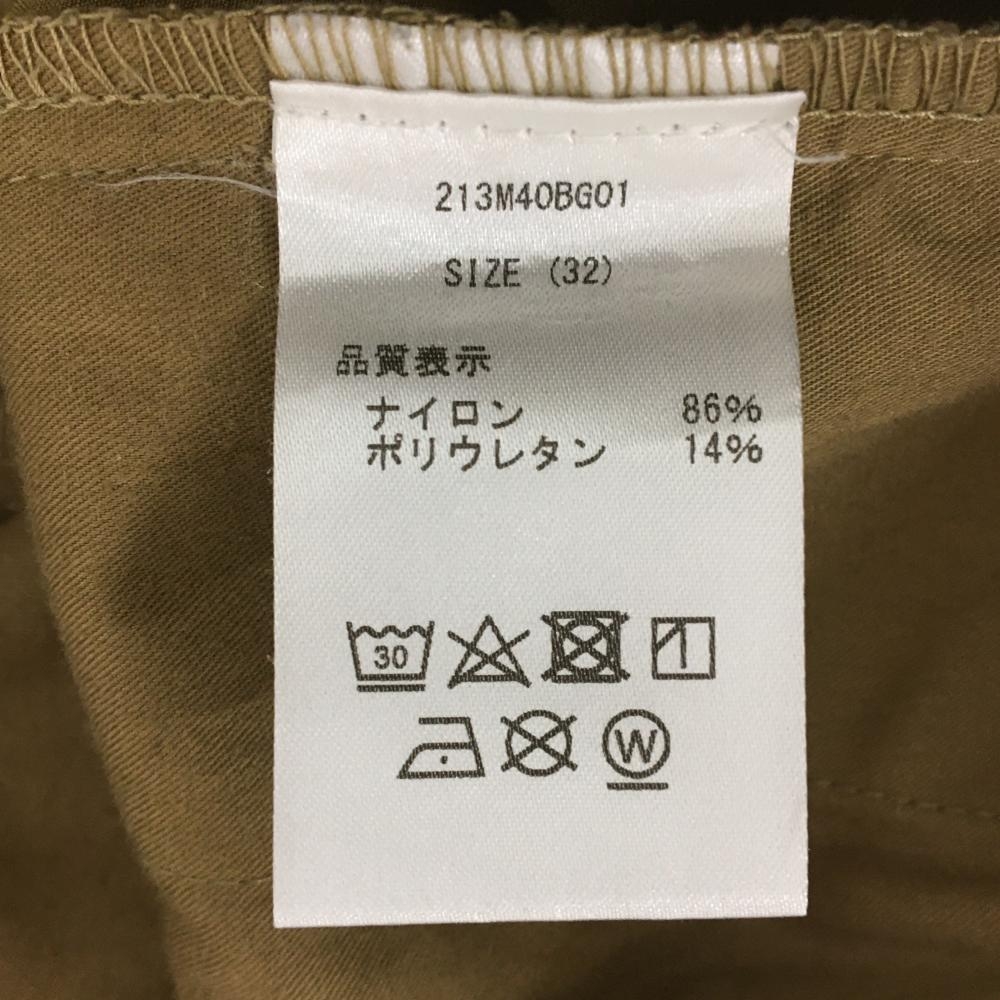 213M40BG01
SIZE (32)
品質表示
ナイロン 86%
ポリウレタン 14%
30
W